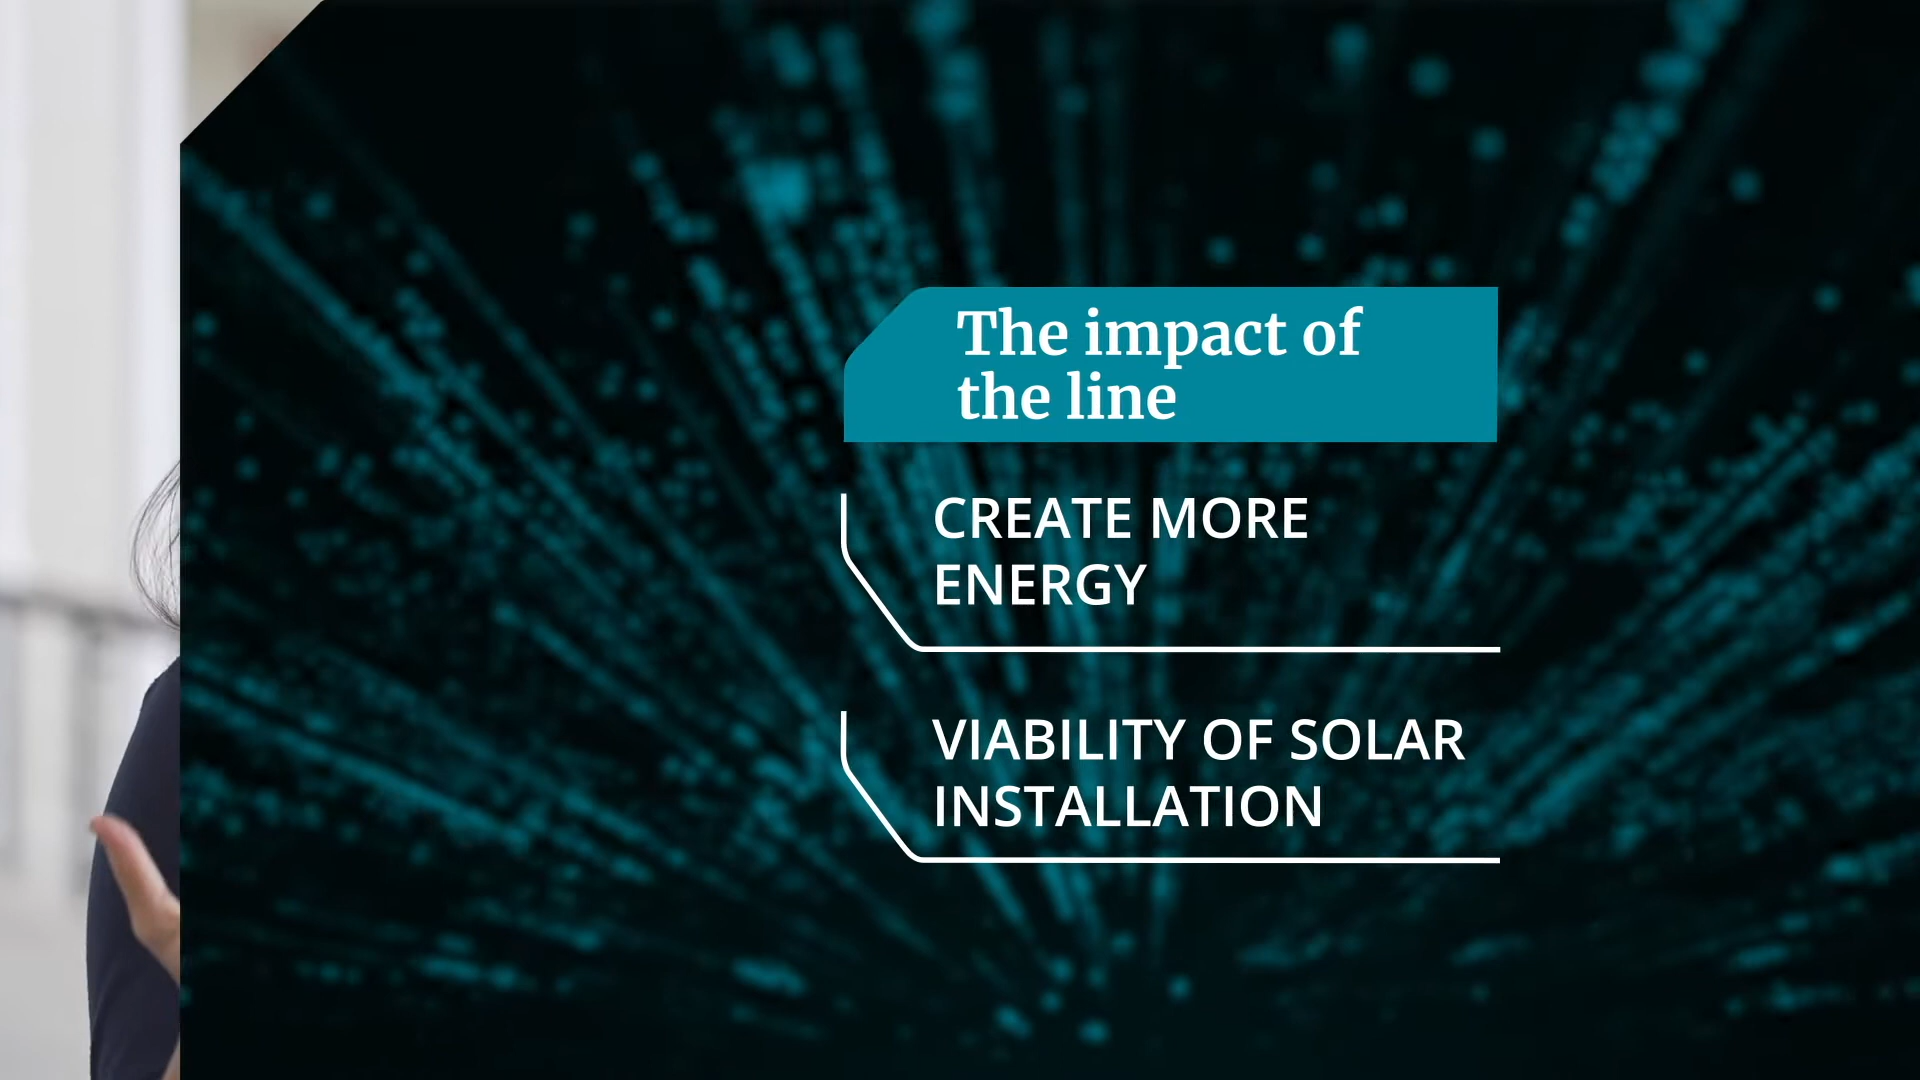 The impact of
the line
CREATE MORE
ENERGY
VIABILITY OF SOLAR
INSTALLATION